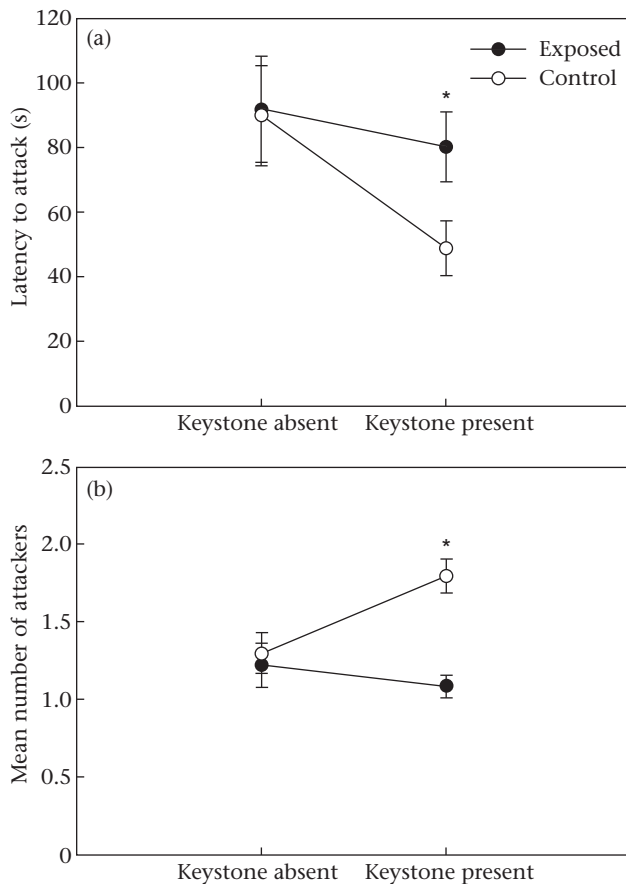 (a)
Exposed
Control
Latency to attack (s)
120
100
80
60
40
20
0
*
Keystone absent Keystone present
(b)
Mean number of attackers
2.5
2.0
1.5
1.0
0.5
0
*
Keystone absent Keystone present